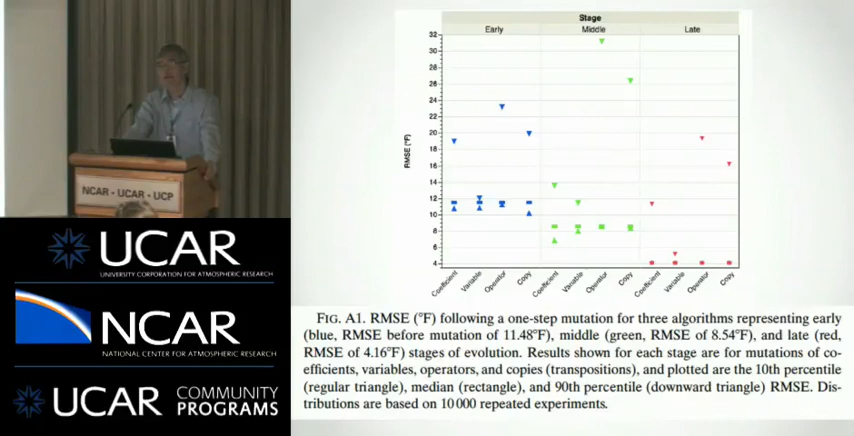 NCAR - UCAR - UCP
UCAR
UNIVERSITY CORPORATION FOR ATMOSPHERIC RESEARCH
NCAR
NATIONAL CENTER FOR ATMOSPHERIC RESEARCH
UCAR COMMUNITY
PROGRAMS
Stage
Early Middle Late
32
30
28
26
24
22
20
18
16
14
12
10
8
6
4
RMSE (°F)
Coefficient
Variable
Operator
Copy
Coefficient
Variable
Operator
Copy
Coefficient
Variable
Operator
Copy
FIG. A1. RMSE (°F) following a one-step mutation for three algorithms representing early
(blue, RMSE before mutation of 11.48°F), middle (green, RMSE of 8.54°F), and late (red,
RMSE of 4.16°F) stages of evolution. Results shown for each stage are for mutations of co-
efficients, variables, operators, and copies (transpositions), and plotted are the 10th percentile
(regular triangle), median (rectangle), and 90th percentile (downward triangle) RMSE. Dis-
tributions are based on 10 000 repeated experiments.